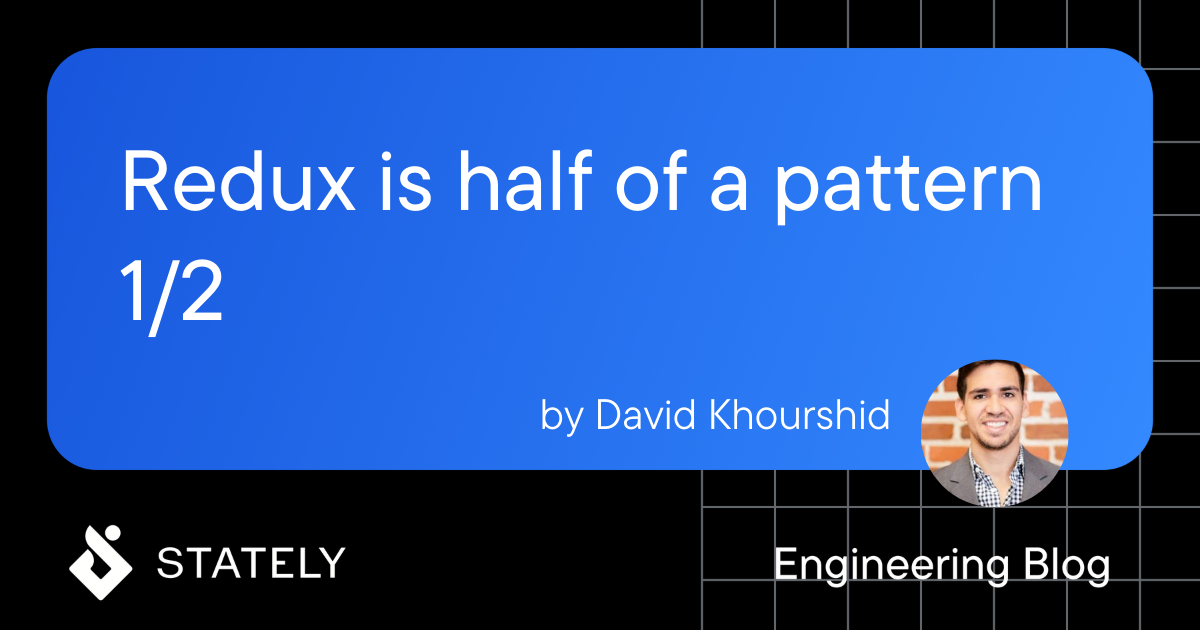 Redux is half of a pattern
1/2
by David Khourshid
STATELY
Engineering Blog